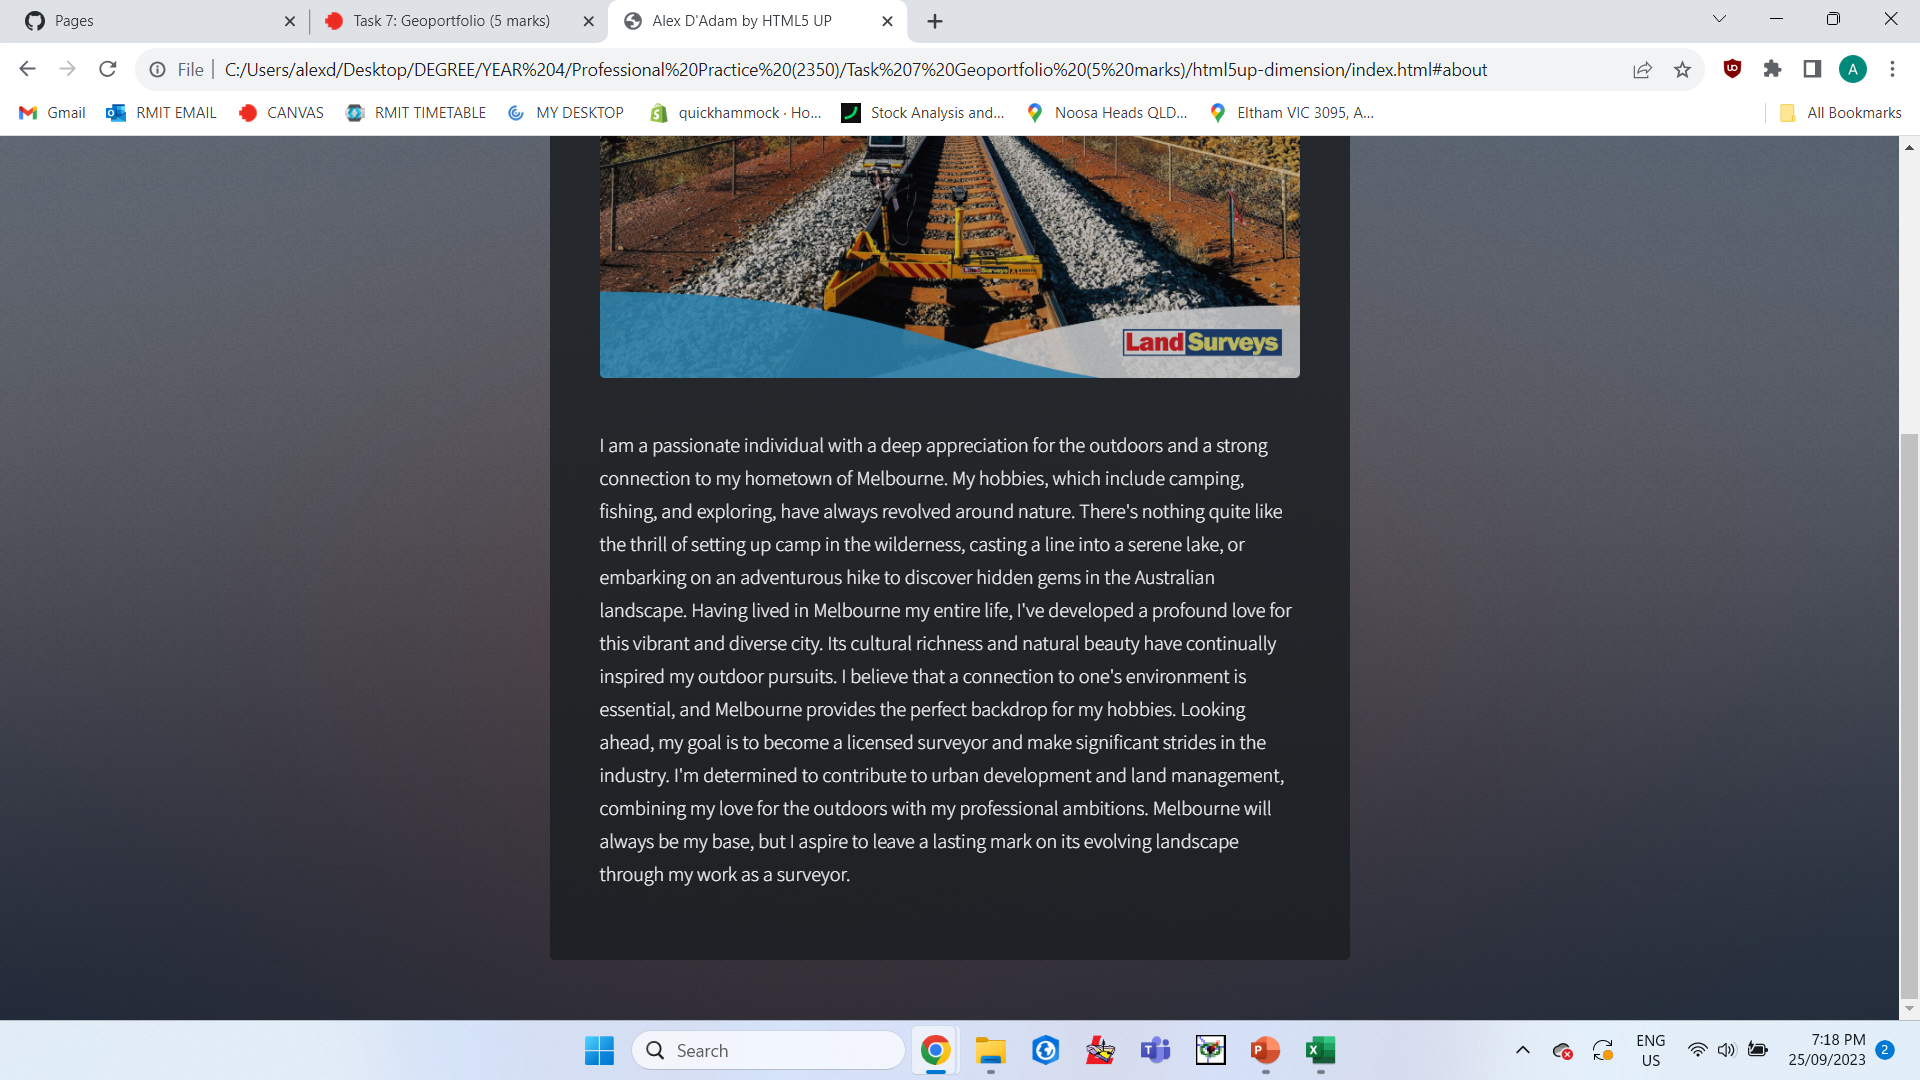 Pages
Task 7: Geoportfolio (5 marks)
Alex D'Adam by HTML5 UP
File
C:/Users/alexd/Desktop/DEGREE/YEAR%204/Professional%20Practice%20(2350)/Task%207%20Geoportfolio%20(5%20marks)/html5up-dimension/index.html#about
A
Gmail
RMIT EMAIL
CANVAS
RMIT TIMETABLE
MY DESKTOP
quickhammock · Ho...
Stock Analysis and...
Noosa Heads QLD...
Eltham VIC 3095, A...
All Bookmarks
LandSurveys
I am a passionate individual with a deep appreciation for the outdoors and a strong
connection to my hometown of Melbourne. My hobbies, which include camping,
fishing, and exploring, have always revolved around nature. There's nothing quite like
the thrill of setting up camp in the wilderness, casting a line into a serene lake, or
embarking on an adventurous hike to discover hidden gems in the Australian
landscape. Having lived in Melbourne my entire life, I've developed a profound love for
this vibrant and diverse city. Its cultural richness and natural beauty have continually
inspired my outdoor pursuits. I believe that a connection to one's environment is
essential, and Melbourne provides the perfect backdrop for my hobbies. Looking
ahead, my goal is to become a licensed surveyor and make significant strides in the
industry. I'm determined to contribute to urban development and land management,
combining my love for the outdoors with my professional ambitions. Melbourne will
always be my base, but I aspire to leave a lasting mark on its evolving landscape
through my work as a surveyor.
Search
ENG
US
7:18 PM
25/09/2023
2